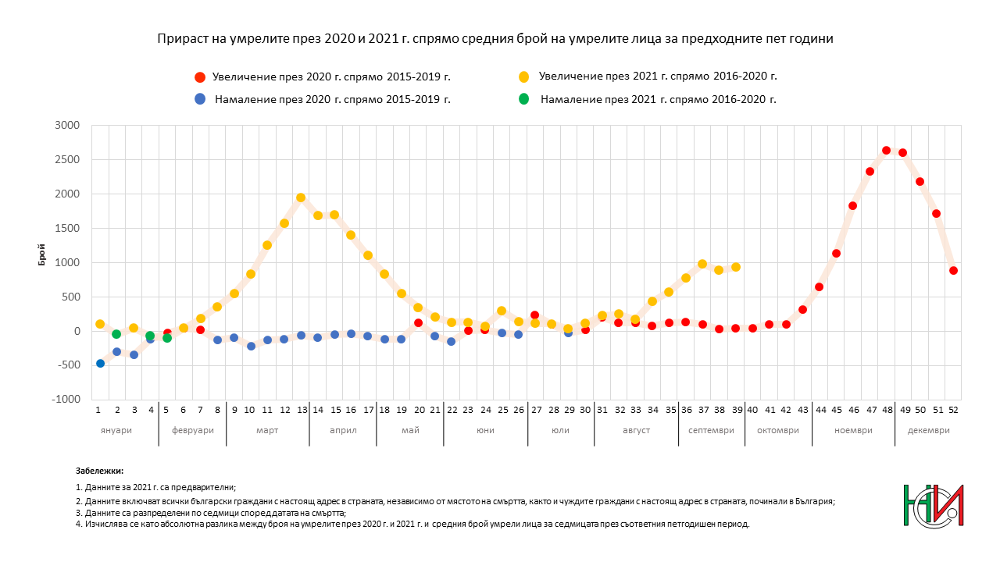 Прираст на умрелите през 2020 и 2021 г. спрямо средния брой на умрелите лица за предходните пет години
Увеличение през 2020 г. спрямо 2015-2019 г.
Увеличение през 2021 г. спрямо 2016-2020 г.
Намаление през 2020 г. спрямо 2015-2019 г.
Намаление през 2021 г. спрямо 2016-2020 г.
3000
2500
2000
1500
1000
500
0
-500
-1000
Брой
1 2 3 4 5 6 7 8 9 10 11 12 13 14 15 16 17 18 19 20 21 22 23 24 25 26 27 28 29 30 31 32 33 34 35 36 37 38 39 40 41 42 43 44 45 46 47 48 49 50 51 52
януари февруари март април май юни юли август септември октомври ноември декември
Забележки:
1. Данните за 2021 г. са предварителни;
2. Данните включват всички български граждани с настоящ адрес в страната, независимо от мястото на смъртта, както и чуждите граждани с настоящ адрес в страната, починали в България;
3. Данните са разпределени по седмици според датата на смъртта;
4. Изчислява се като абсолютна разлика между броя на умрелите през 2020 г. и 2021 г. и средния брой умрели лица за седмицата през съответния петгодишен период.
НСИ